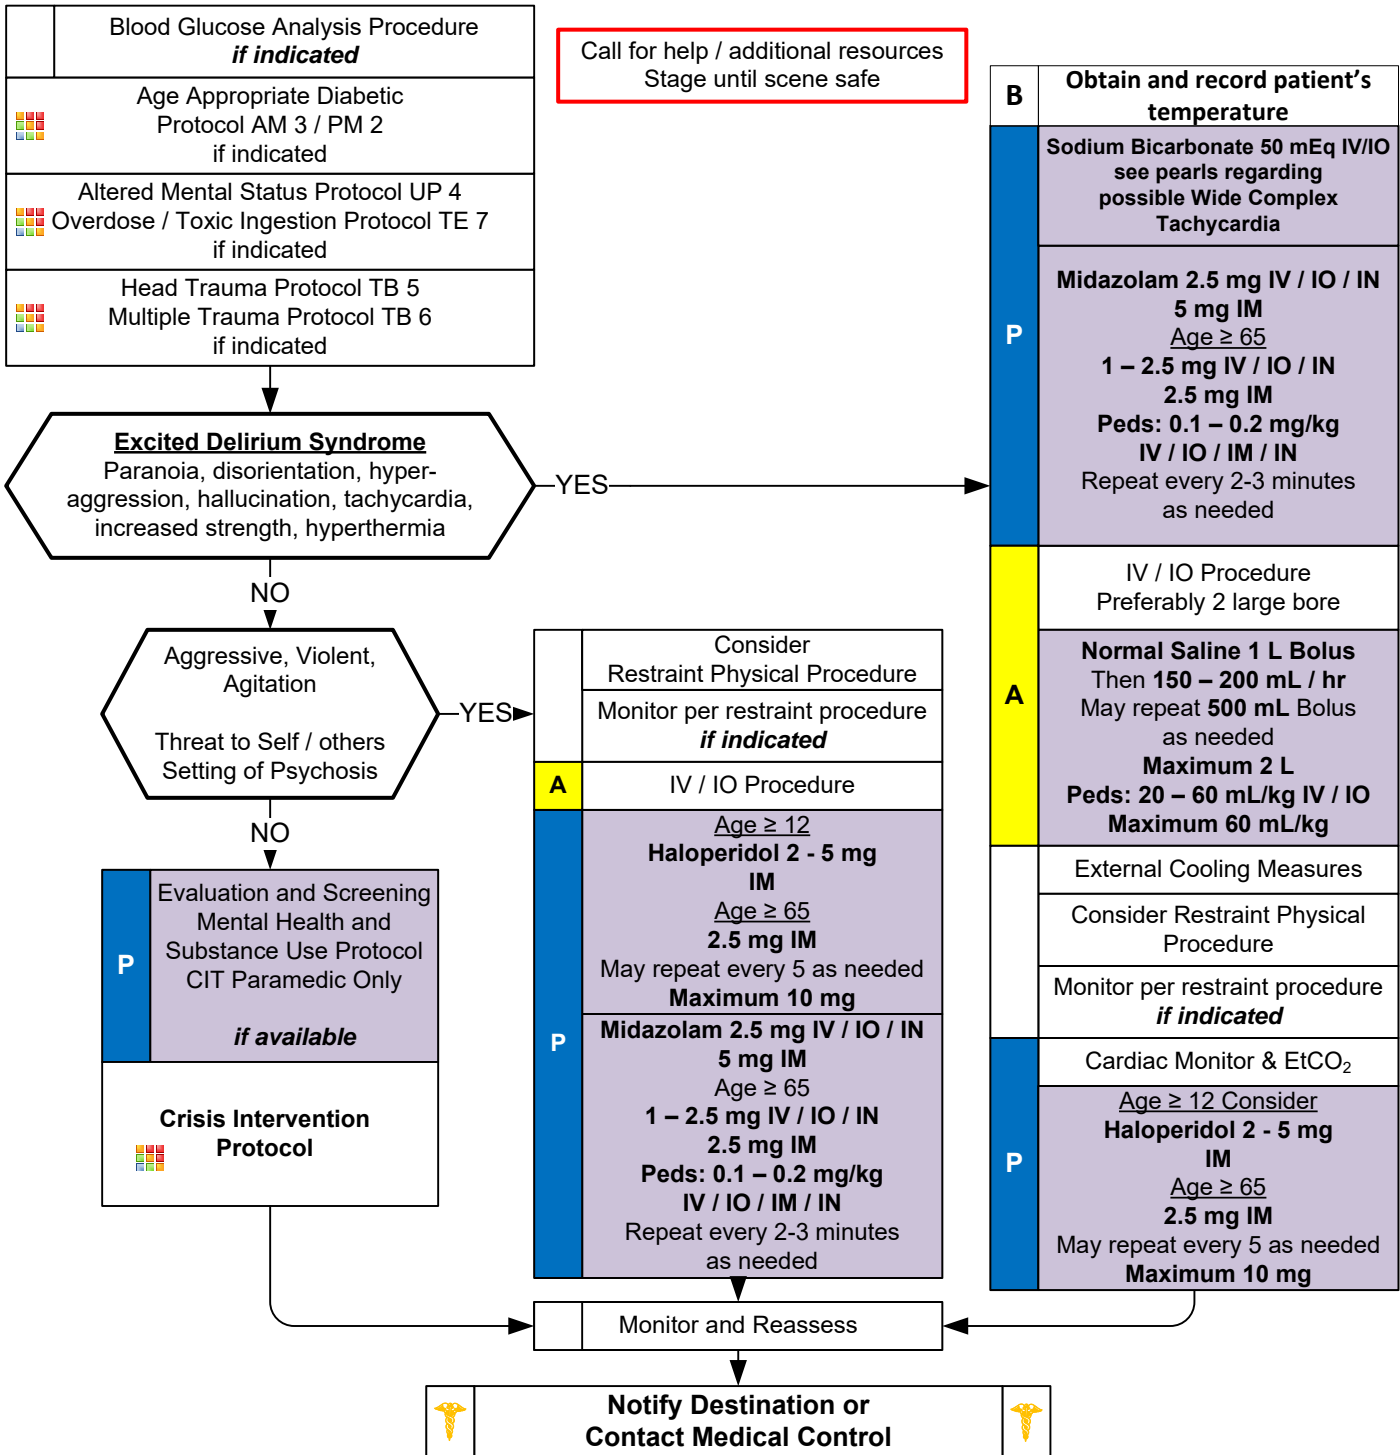 Blood Glucose Analysis Procedure
if indicated
Age Appropriate Diabetic
Protocol AM 3 / PM 2
if indicated
Altered Mental Status Protocol UP 4
Overdose / Toxic Ingestion Protocol TE 7
if indicated
Head Trauma Protocol TB 5
Multiple Trauma Protocol TB 6
if indicated
Call for help / additional resources
Stage until scene safe
Excited Delirium Syndrome
Paranoia, disorientation, hyper-
aggression, hallucination, tachycardia,
increased strength, hyperthermia
YES
NO
Aggressive, Violent,
Agitation
Threat to Self / others
Setting of Psychosis
YES
NO
P
Evaluation and Screening
Mental Health and
Substance Use Protocol
CIT Paramedic Only
if available
Crisis Intervention
Protocol
Consider
Restraint Physical Procedure
Monitor per restraint procedure
if indicated
A
IV / IO Procedure
P
Age ≥ 12
Haloperidol 2 - 5 mg
IM
Age ≥ 65
2.5 mg IM
May repeat every 5 as needed
Maximum 10 mg
Midazolam 2.5 mg IV / IO / IN
5 mg IM
Age ≥ 65
1 – 2.5 mg IV / IO / IN
2.5 mg IM
Peds: 0.1 – 0.2 mg/kg
IV / IO / IM / IN
Repeat every 2-3 minutes
as needed
B
Obtain and record patient's
temperature
P
Sodium Bicarbonate 50 mEq IV/IO
see pearls regarding
possible Wide Complex
Tachycardia
Midazolam 2.5 mg IV / IO / IN
5 mg IM
Age ≥ 65
1 – 2.5 mg IV / IO / IN
2.5 mg IM
Peds: 0.1 – 0.2 mg/kg
IV / IO / IM / IN
Repeat every 2-3 minutes
as needed
A
IV / IO Procedure
Preferably 2 large bore
Normal Saline 1 L Bolus
Then 150 – 200 mL / hr
May repeat 500 mL Bolus
as needed
Maximum 2 L
Peds: 20 – 60 mL/kg IV / IO
Maximum 60 mL/kg
External Cooling Measures
Consider Restraint Physical
Procedure
Monitor per restraint procedure
if indicated
P
Cardiac Monitor & EtCO₂
Age ≥ 12 Consider
Haloperidol 2 - 5 mg
IM
Age ≥ 65
2.5 mg IM
May repeat every 5 as needed
Maximum 10 mg
Monitor and Reassess
Notify Destination or
Contact Medical Control